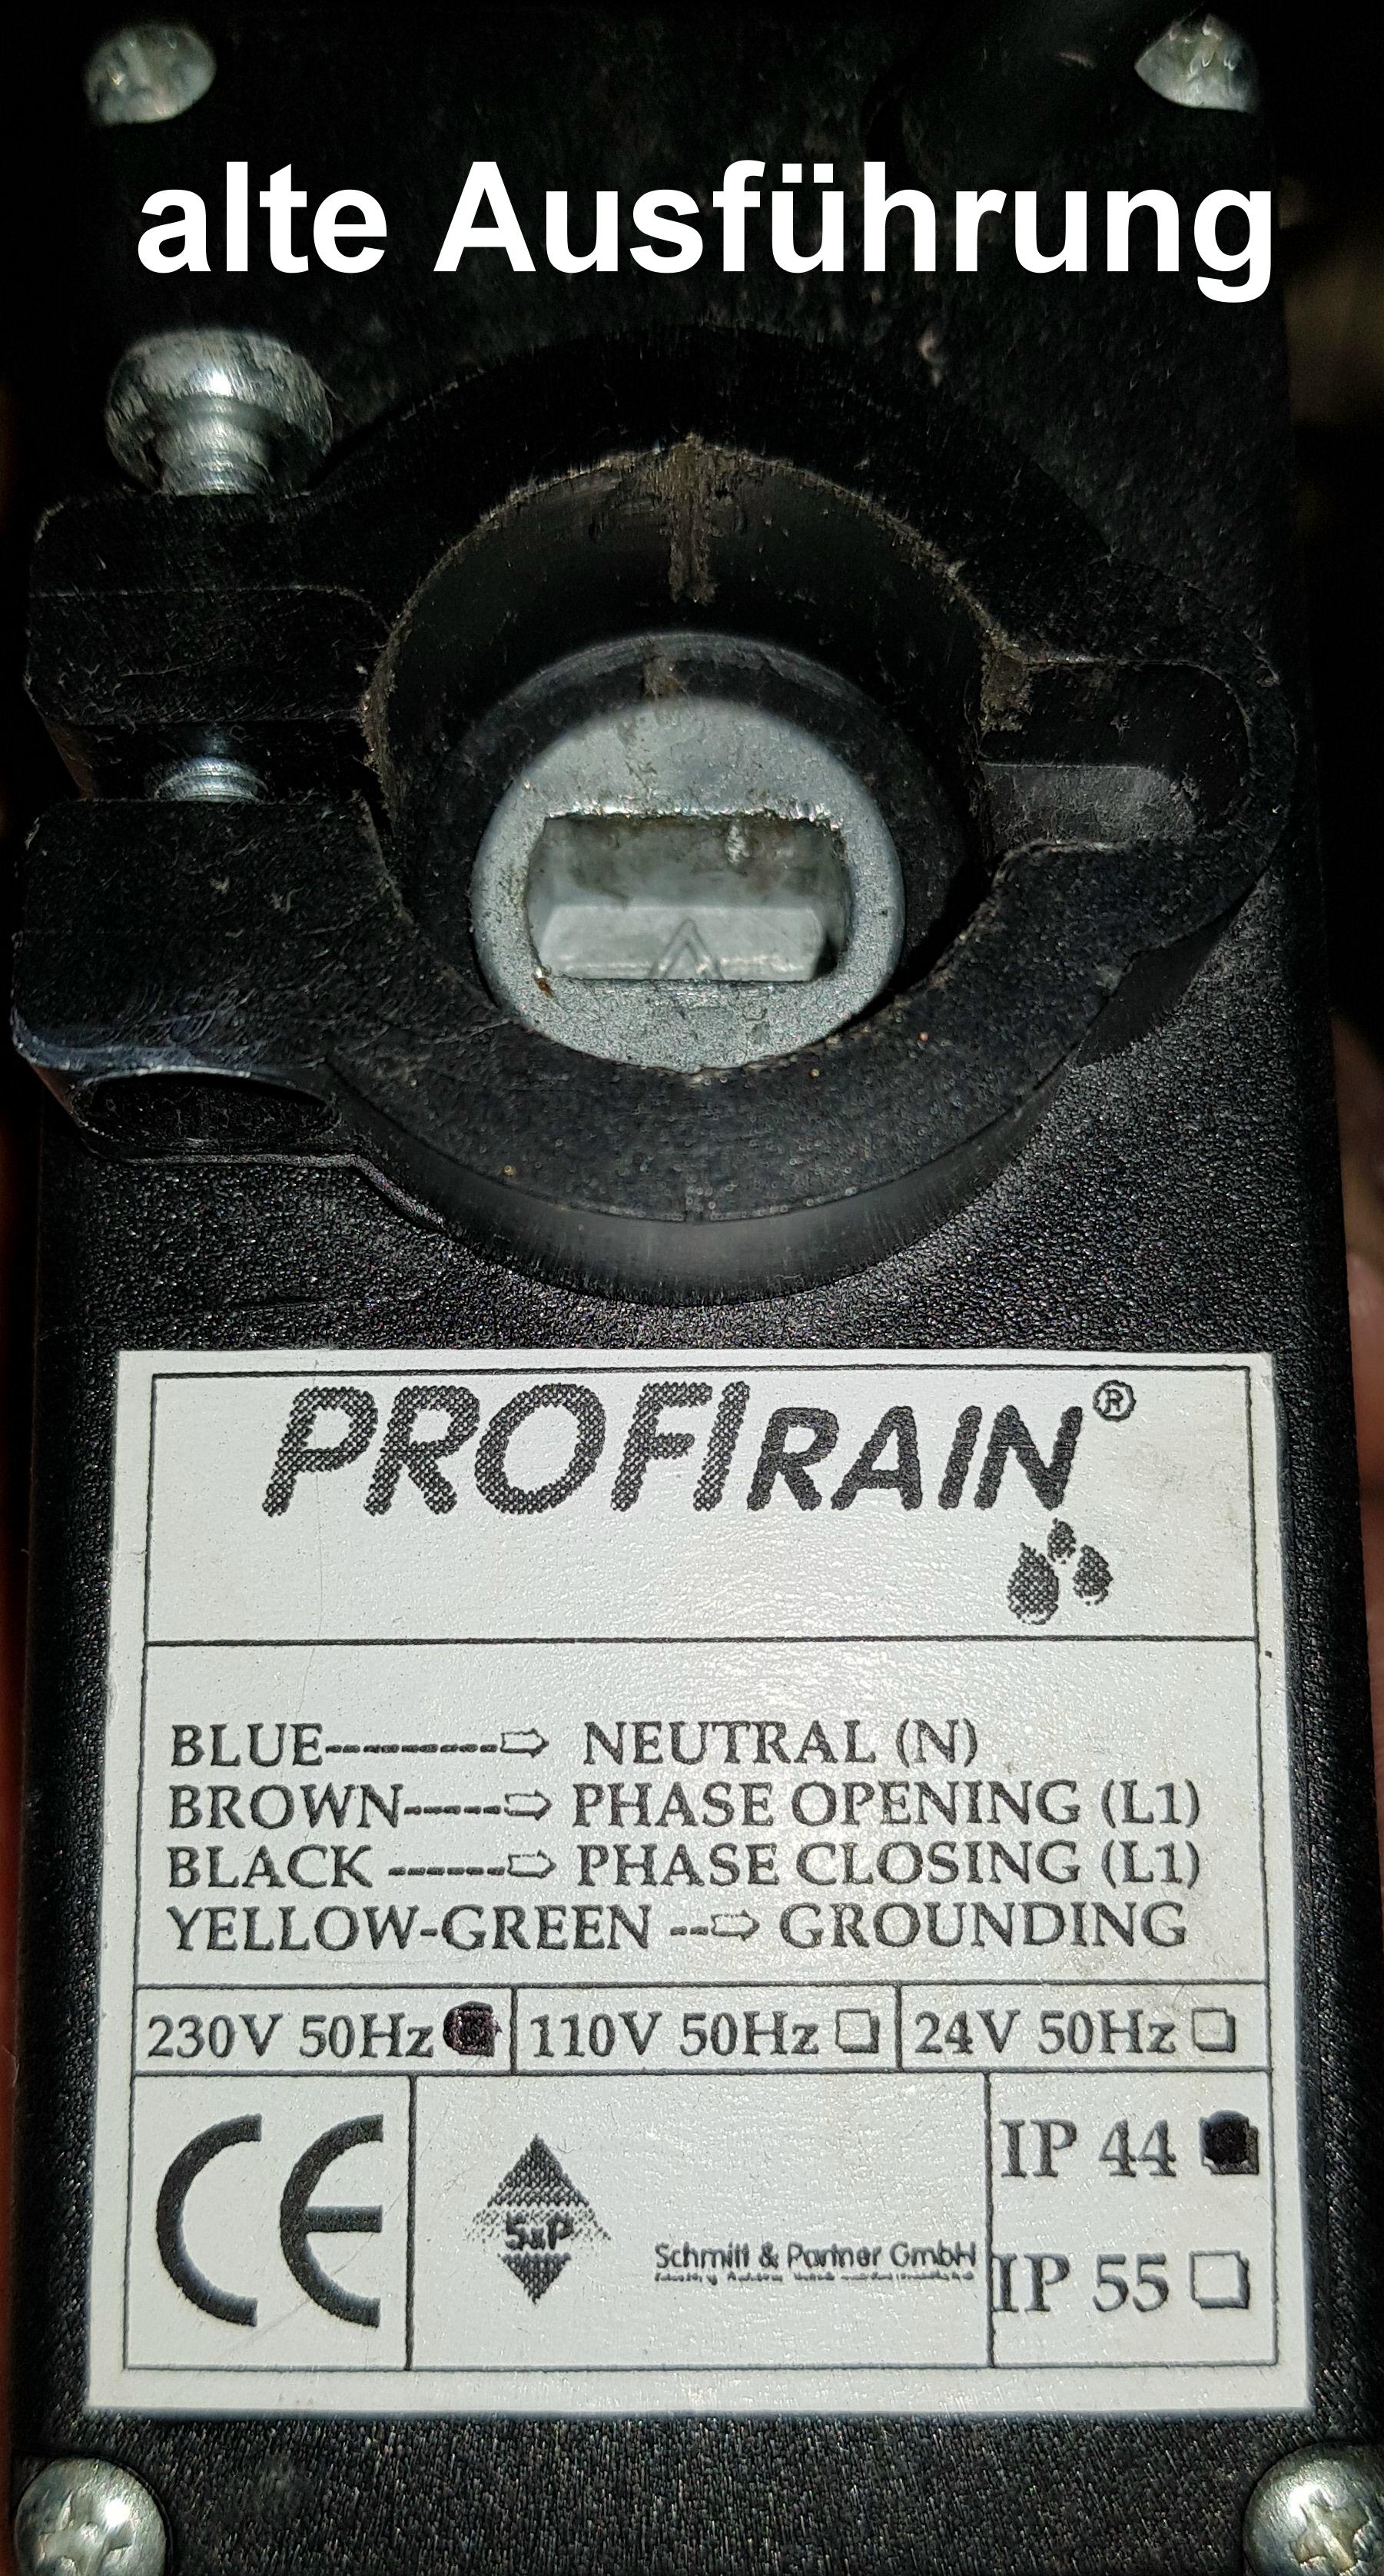 alte Ausführung
PROFIRAIN®
BLUE---------⇨ NEUTRAL (N)
BROWN-----⇨ PHASE OPENING (L1)
BLACK ------⇨ PHASE CLOSING (L1)
YELLOW-GREEN --⇨ GROUNDING
230V 50Hz 110V 50Hz 24V 50Hz
CE
S&P
Schmitt & Partner GmbH
IP 44
IP 55